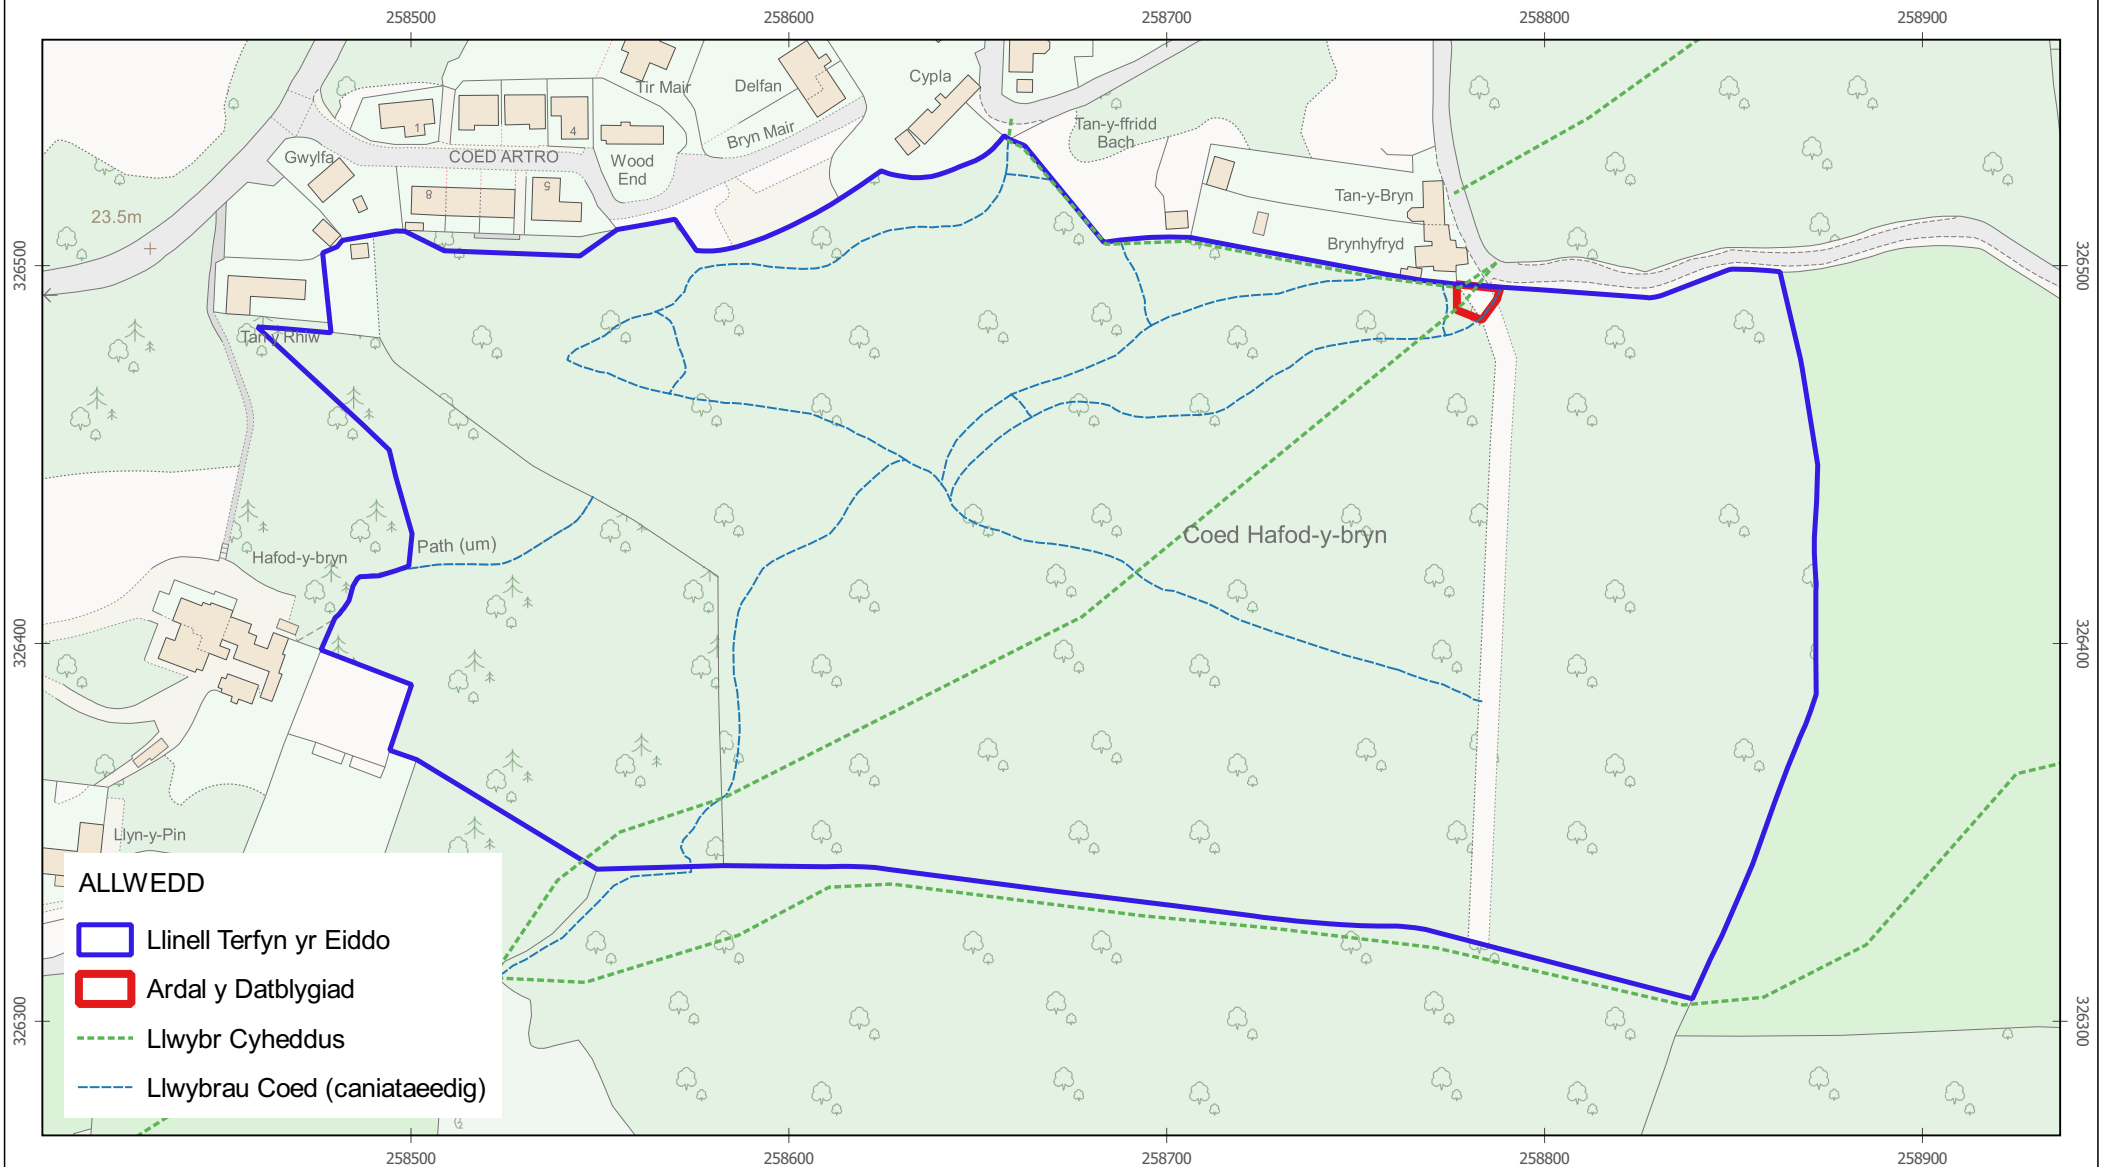 258500 258600 258700 258800 258900
Tir Mair
Delfan
Cypla
1
4
Bryn Mair
Tan-y-ffridd
Bach
Gwylfa
COED ARTRO
Wood
End
8
5
Tan-y-Bryn
23.5m
Brynhyfryd
326500
326500
Tan y Rhiw
Coed Hafod-y-bryn
Path (um)
Hafod-y-bryn
326400
326400
Llyn-y-Pin
ALLWEDD
Llinell Terfyn yr Eiddo
Ardal y Datblygiad
Llwybr Cyheddus
Llwybrau Coed (caniataeedig)
326300
326300
258500 258600 258700 258800 258900